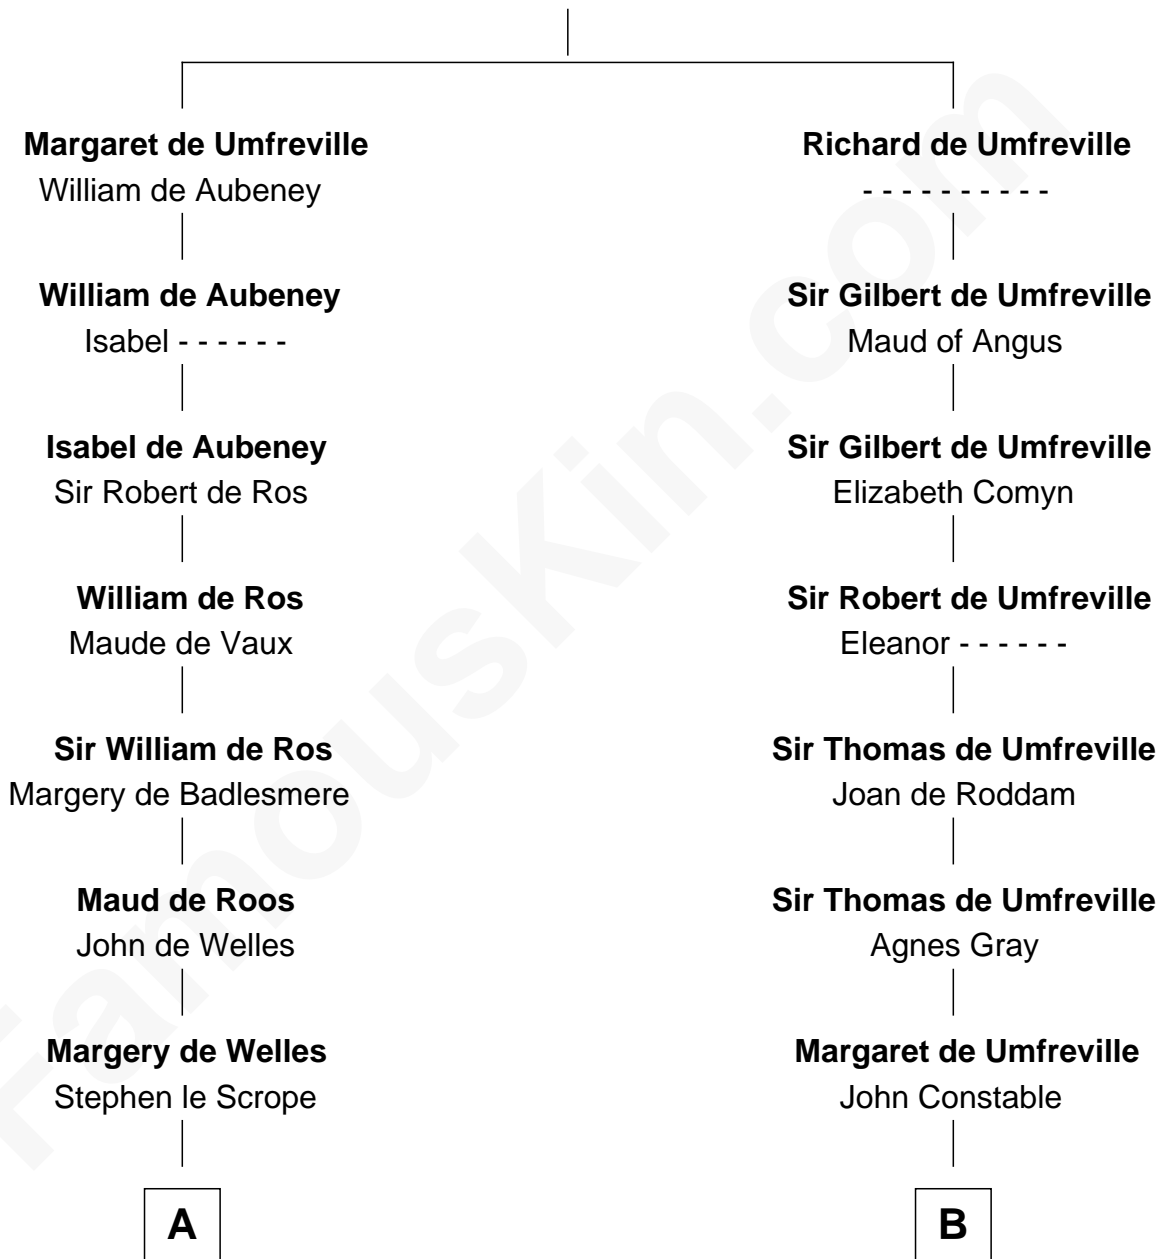 Margaret de Umfreville
William de Aubeney
William de Aubeney
Isabel - - - - - -
Isabel de Aubeney
Sir Robert de Ros
William de Ros
Maude de Vaux
Sir William de Ros
Margery de Badlesmere
Maud de Roos
John de Welles
Margery de Welles
Stephen le Scrope
A
Richard de Umfreville
- - - - - - - - - -
Sir Gilbert de Umfreville
Maud of Angus
Sir Gilbert de Umfreville
Elizabeth Comyn
Sir Robert de Umfreville
Eleanor - - - - - -
Sir Thomas de Umfreville
Joan de Roddam
Sir Thomas de Umfreville
Agnes Gray
Margaret de Umfreville
John Constable
B
FamousKin.com